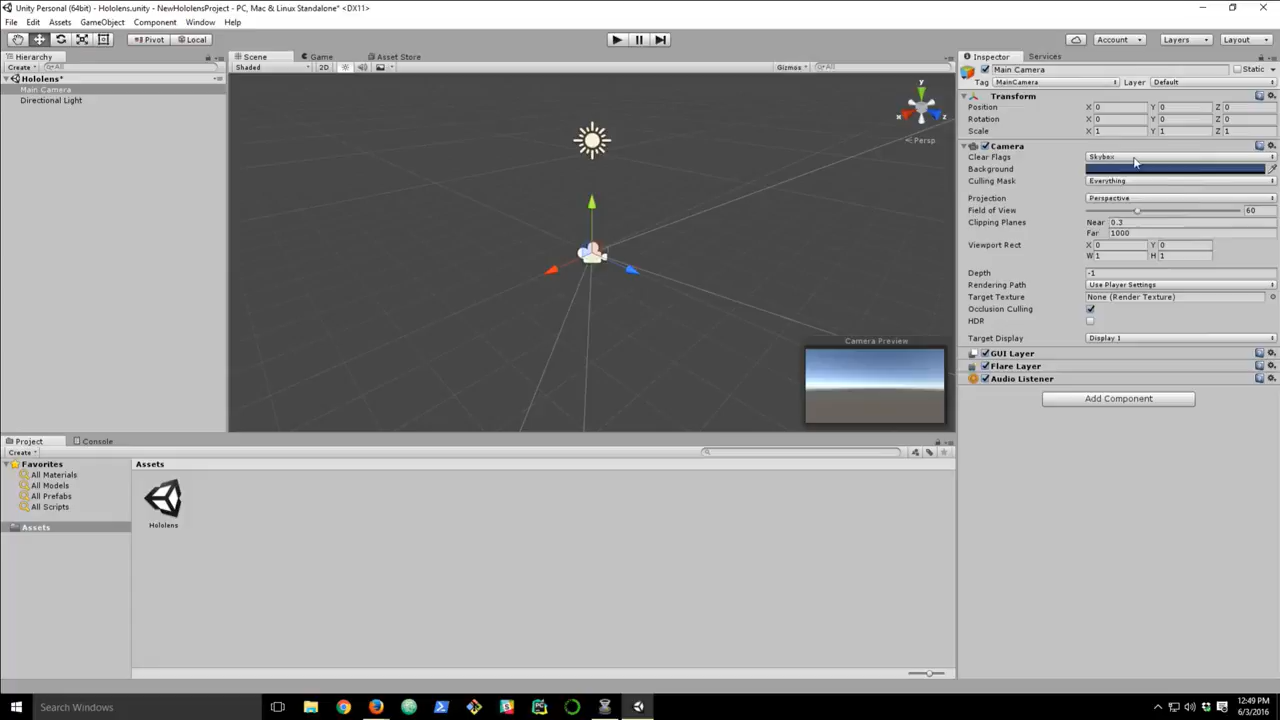 Unity Personal (64bit) - Hololens.unity - NewHololensProject - PC, Mac & Linux Standalone* <DX11>
File Edit Assets GameObject Component Window Help
Pivot Local Account Layers Layout
Hierarchy Scene Game Asset Store Inspector Services
Create All Shaded 2D Gizmos All
Main Camera Static
Tag MainCamera Layer Default
Hololens*
Main Camera
Directional Light
y
x z
Persp
Transform
Position X 0 Y 0 Z 0
Rotation X 0 Y 0 Z 0
Scale X 1 Y 1 Z 1
Camera
Clear Flags Skybox
Background
Culling Mask Everything
Projection Perspective
Field of View 60
Clipping Planes Near 0.3
Far 1000
Viewport Rect X 0 Y 0
W 1 H 1
Depth -1
Rendering Path Use Player Settings
Target Texture None (Render Texture)
Occlusion Culling
HDR
Target Display Display 1
GUI Layer
Flare Layer
Audio Listener
Add Component
Camera Preview
Project Console
Create
Favorites
All Materials
All Models
All Prefabs
All Scripts
Assets
Assets
Hololens
Search Windows
12:49 PM
6/3/2016